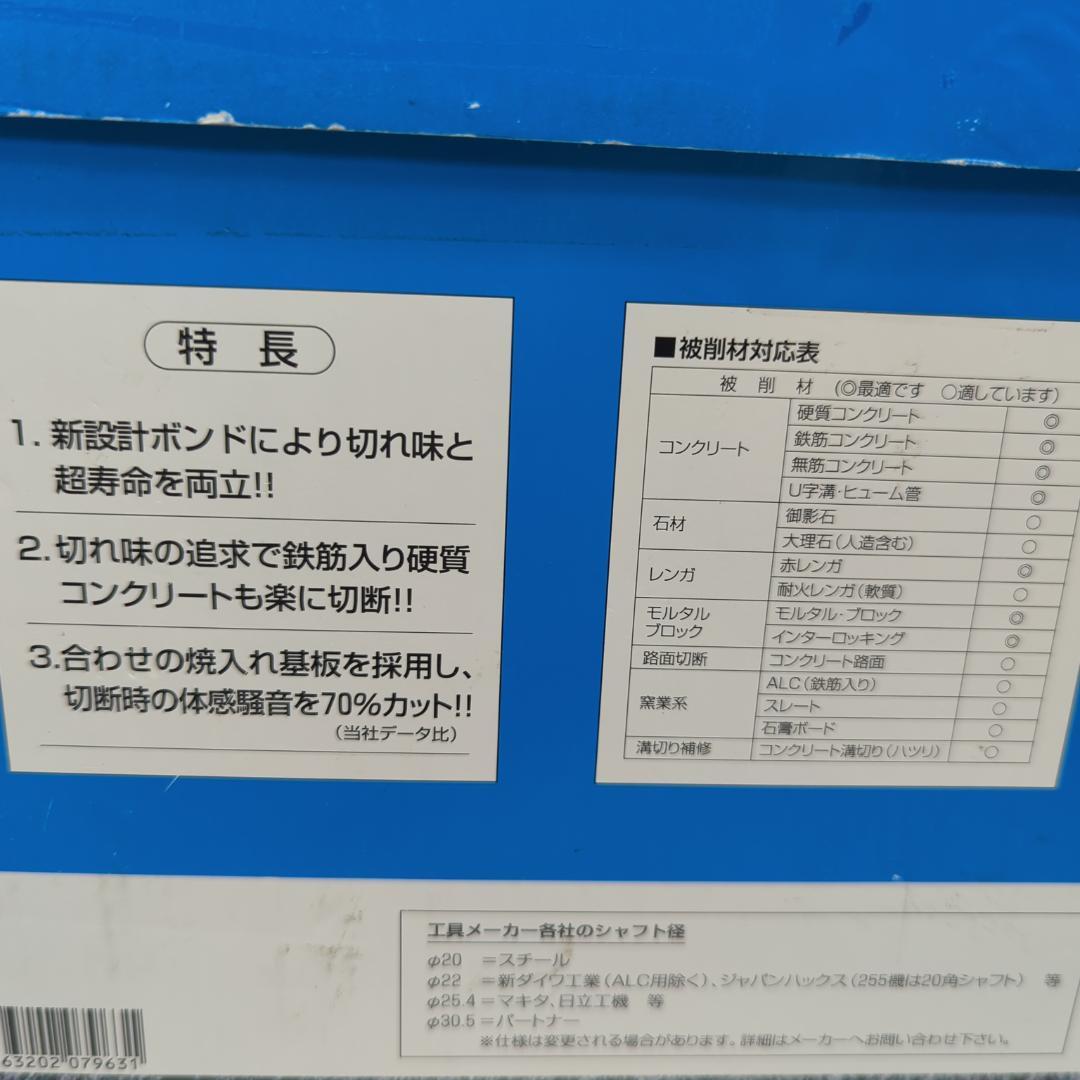 特 長
1. 新設計ボンドにより切れ味と
超寿命を両立!!
2.切れ味の追求で鉄筋入り硬質
コンクリートも楽に切断!!
3.合わせの焼入れ基板を採用し、
切断時の体感騒音を70%カット!!
(当社データ比)
■被削材対応表
被 削 材 (◎最適です ○適しています)
コンクリート 硬質コンクリート ◎
鉄筋コンクリート ◎
無筋コンクリート ◎
U字溝・ヒューム管 ◎
石材 御影石 ○
大理石(人造含む) ○
レンガ 赤レンガ ◎
耐火レンガ(軟質) ○
モルタル
ブロック モルタル・ブロック ◎
インターロッキング ◎
路面切断 コンクリート路面 ○
窯業系 ALC(鉄筋入り) ○
スレート ○
石膏ボード ○
溝切り補修 コンクリート溝切り(ハツリ) *○
工具メーカー各社のシャフト径
φ20 =スチール
φ22 =新ダイワ工業(ALC用除く)、ジャパンハックス(255機は20角シャフト) 等
φ25.4=マキタ、日立工機 等
φ30.5=パートナー
※仕様は変更される場合があります。詳細はメーカーへお問い合わせ下さい。
63202 079631